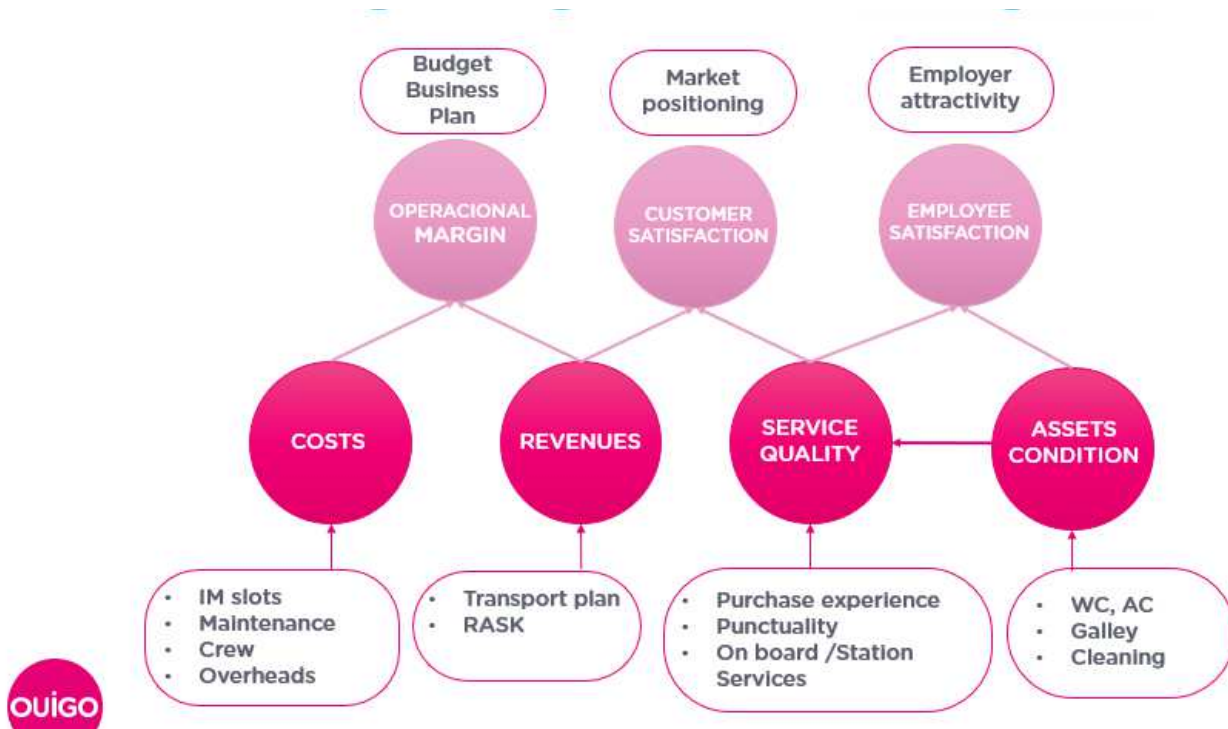 Budget
Business
Plan
Market
positioning
Employer
attractivity
OPERACIONAL
MARGIN
CUSTOMER
SATISFACTION
EMPLOYEE
SATISFACTION
COSTS
REVENUES
SERVICE
QUALITY
ASSETS
CONDITION
• IM slots
• Maintenance
• Crew
• Overheads
• Transport plan
• RASK
• Purchase experience
• Punctuality
• On board /Station
Services
• WC, AC
• Galley
• Cleaning
OUIGO